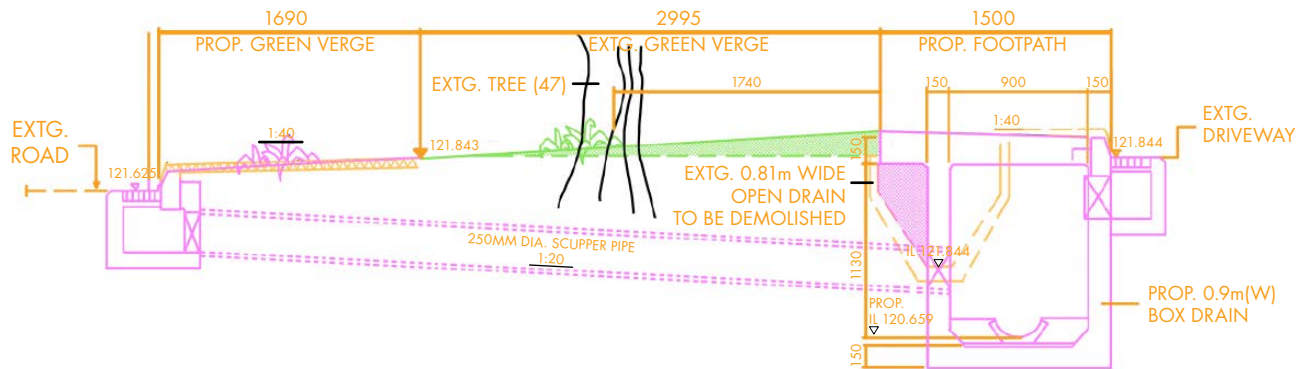 1690
2995
1500
PROP. GREEN VERGE
EXTG. GREEN VERGE
PROP. FOOTPATH
EXTG. TREE (47)
1740
150
900
150
EXTG.
ROAD
1:40
121.843
1:40
EXTG.
DRIVEWAY
121.844
121.625
150
EXTG. 0.81m WIDE
OPEN DRAIN
TO BE DEMOLISHED
250MM DIA. SCUPPER PIPE
1:20
IL 121.844
1130
PROP.
IL 120.659
PROP. 0.9m(W)
BOX DRAIN
150